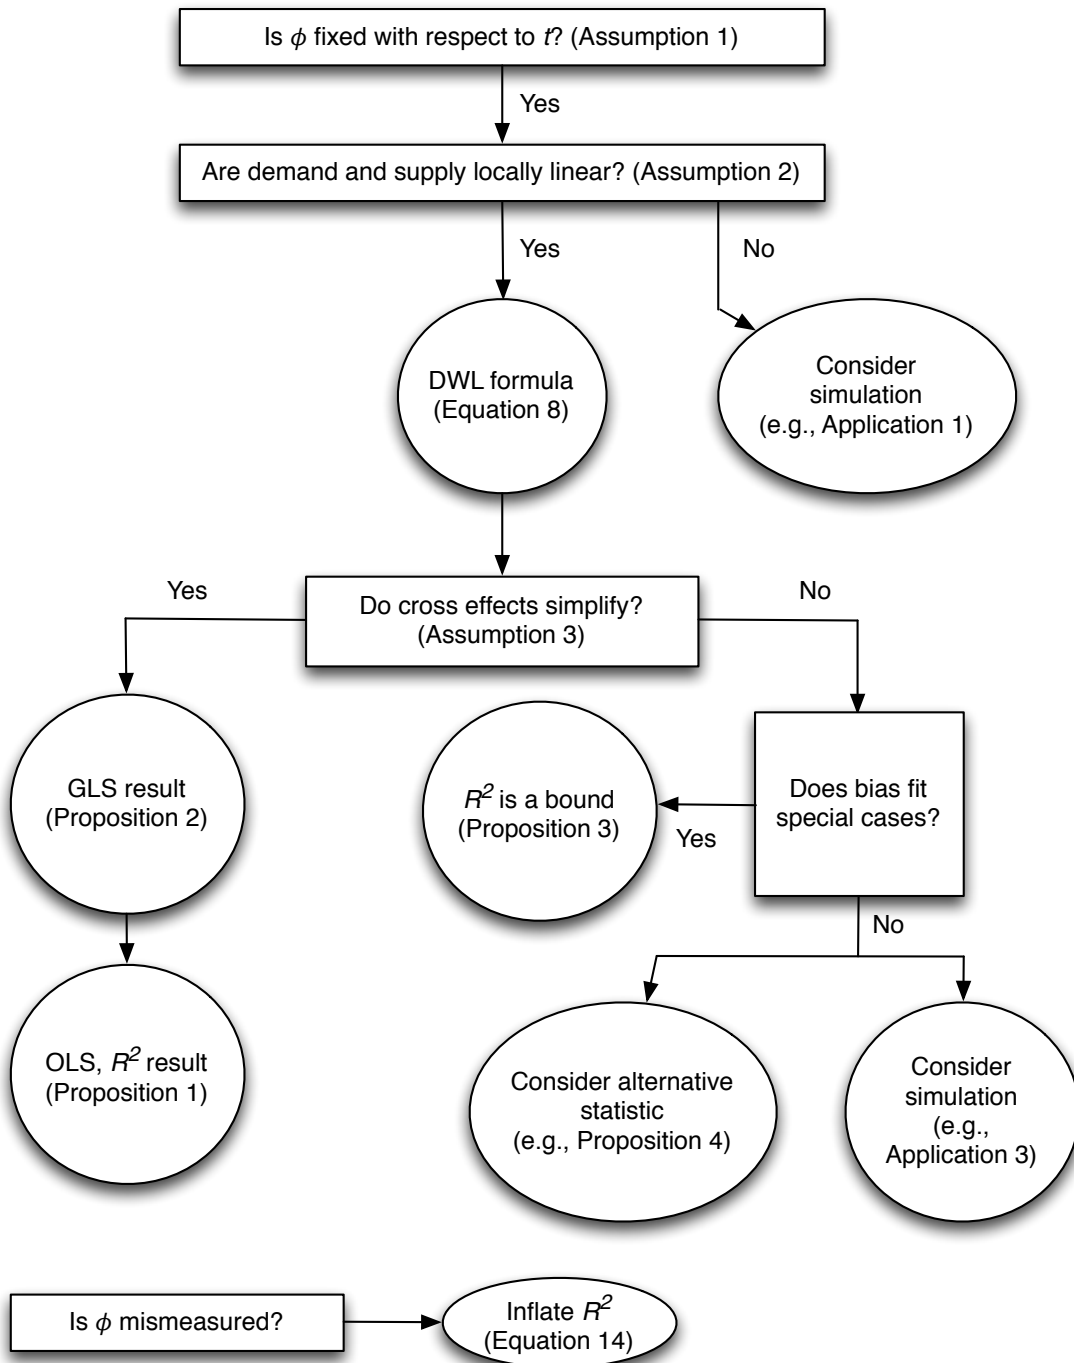 Is ϕ fixed with respect to t? (Assumption 1)
Yes
Are demand and supply locally linear? (Assumption 2)
Yes
No
DWL formula
(Equation 8)
Consider
simulation
(e.g., Application 1)
Yes
Do cross effects simplify?
(Assumption 3)
No
GLS result
(Proposition 2)
R² is a bound
(Proposition 3)
Yes
Does bias fit
special cases?
No
OLS, R² result
(Proposition 1)
Consider alternative
statistic
(e.g., Proposition 4)
Consider
simulation
(e.g.,
Application 3)
Is ϕ mismeasured?
Inflate R²
(Equation 14)